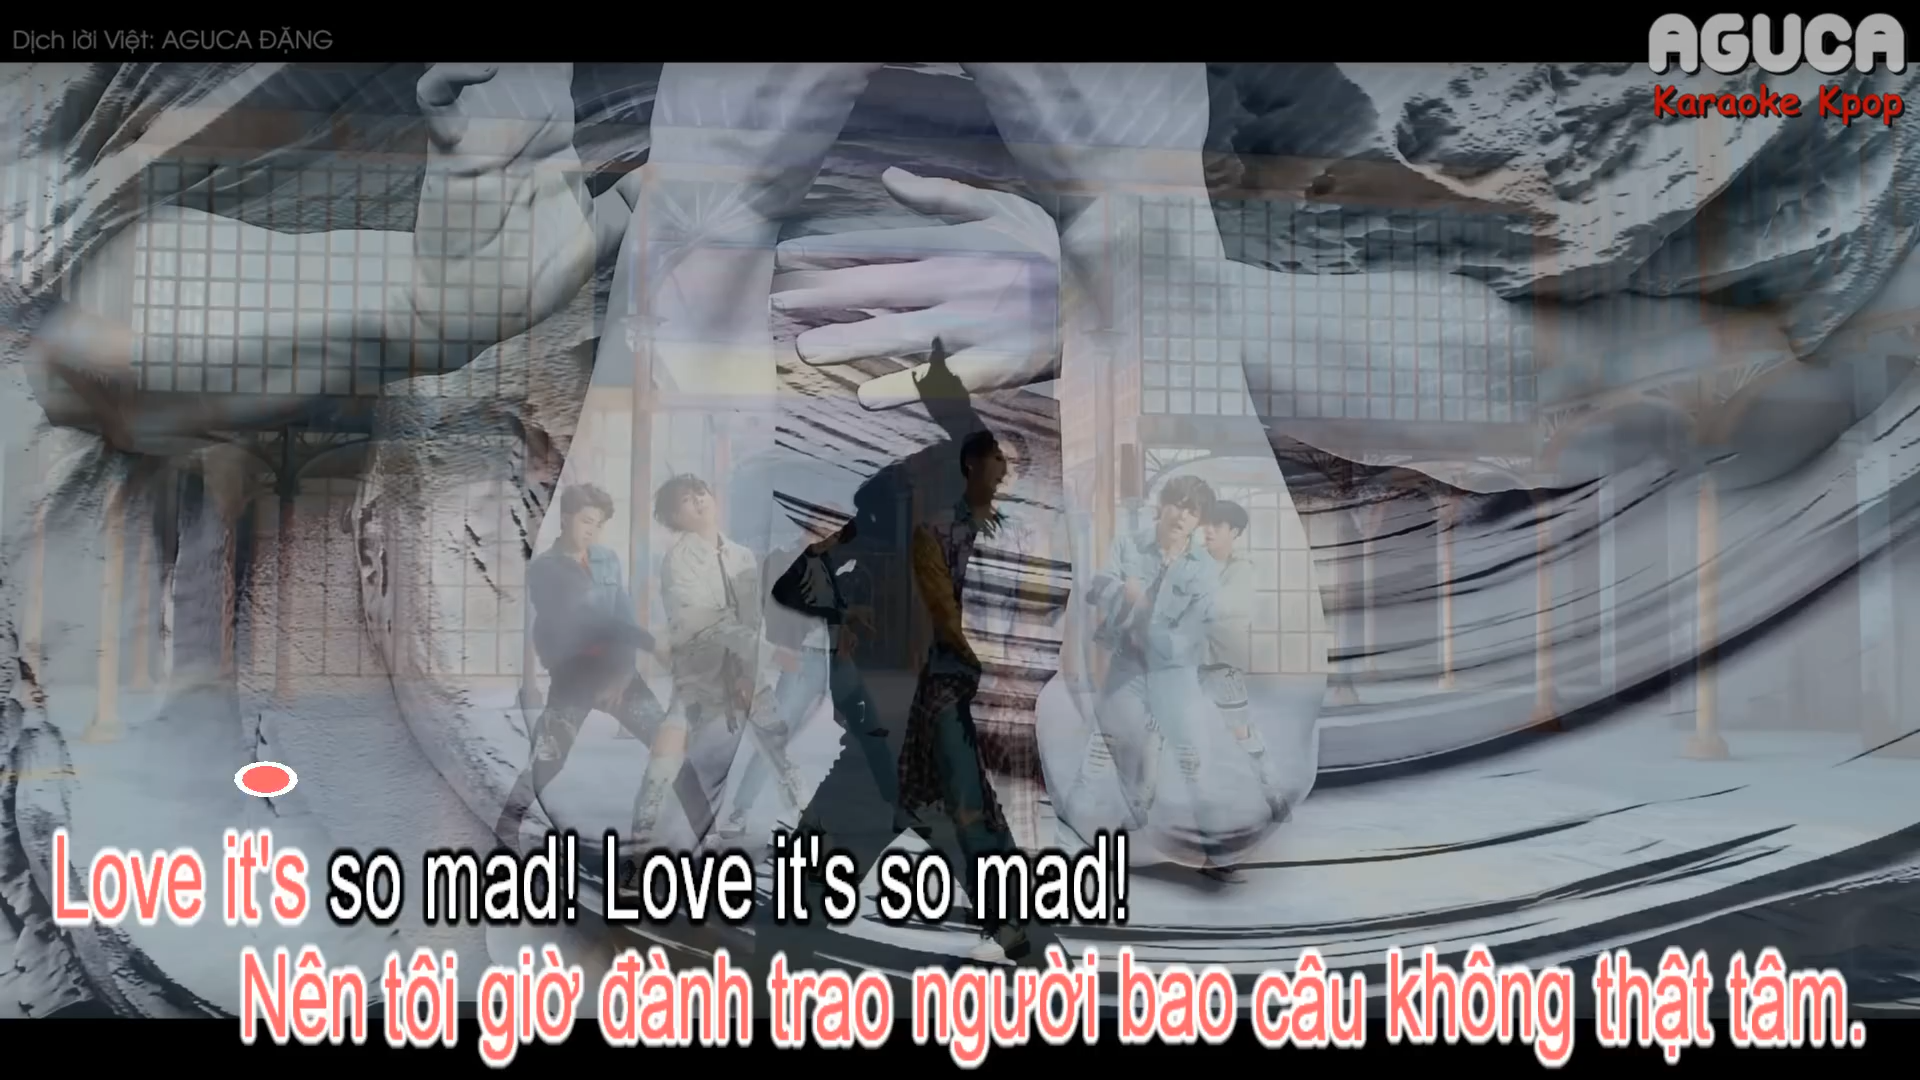 Dịch lời Việt: AGUCA ĐẶNG
AGUCA
Karaoke Kpop
Love it's so mad! Love it's so mad!
Nên tôi giờ đành trao người bao câu không thật tâm.